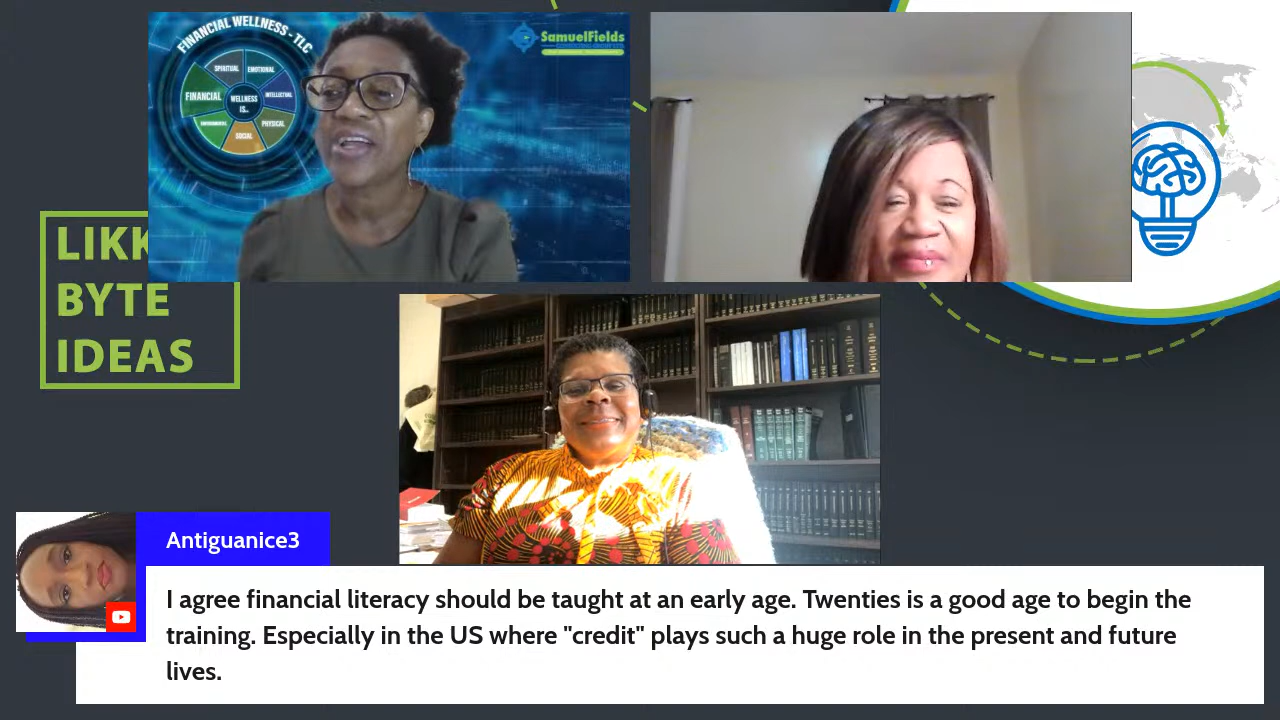 FINANCIAL WELLNESS - TLC
SPIRITUAL
EMOTIONAL
FINANCIAL
WELLNESS
IS..
INTELLECTUAL
PHYSICAL
SOCIAL
SamuelFields
LIKK
BYTE
IDEAS
Antiguanice3
I agree financial literacy should be taught at an early age. Twenties is a good age to begin the
training. Especially in the US where "credit" plays such a huge role in the present and future
lives.